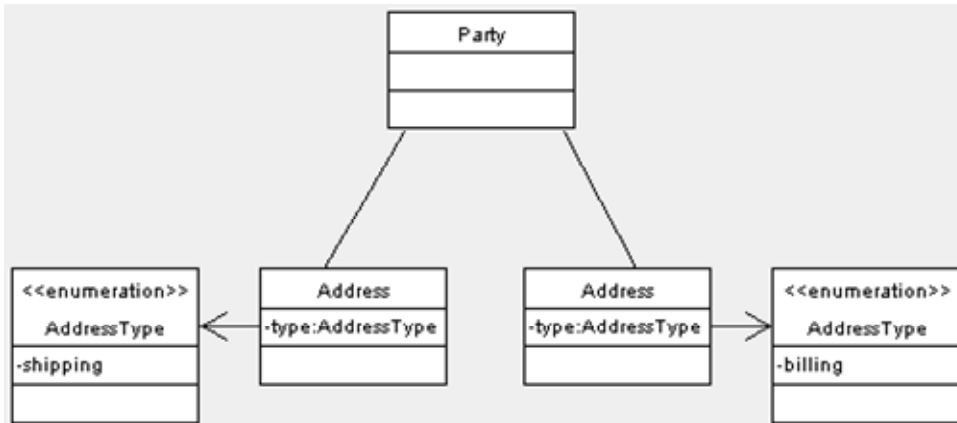 Party
<<enumeration>>
AddressType
-shipping
Address
-type:AddressType
Address
-type:AddressType
<<enumeration>>
AddressType
-billing